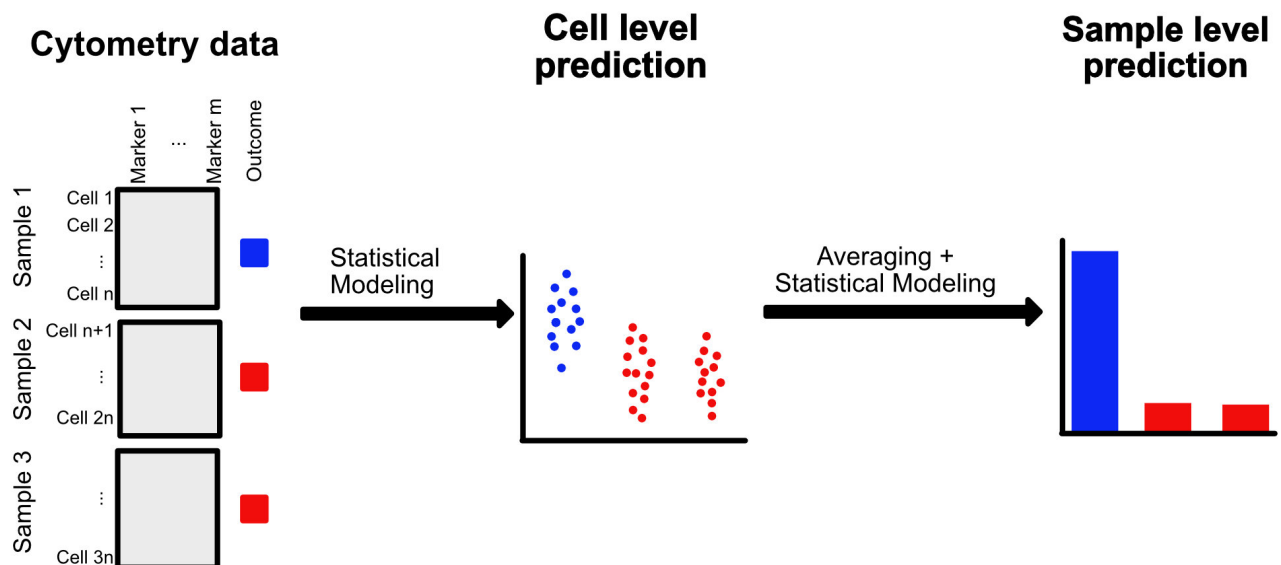 Cytometry data
Cell level
prediction
Sample level
prediction
Marker 1
...
Marker m
Outcome
Sample 1
Cell 1
Cell 2
...
Cell n
Sample 2
Cell n+1
...
Cell 2n
Sample 3
...
Cell 3n
Statistical
Modeling
Averaging +
Statistical Modeling